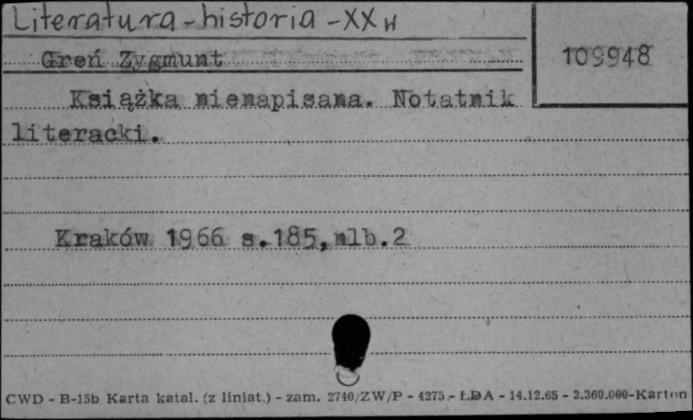 Literatura-historia-XX w
109948
Greń Zygmunt
Książka nienapisana. Notatnik
literacki.
Kraków 1966 s.185,nlb.2
CWD - B-15b Karta katal. (z liniat.) - zam. 2740/ZW/P - 4275 - ŁDA - 14.12.65 - 2.360.000-Karton